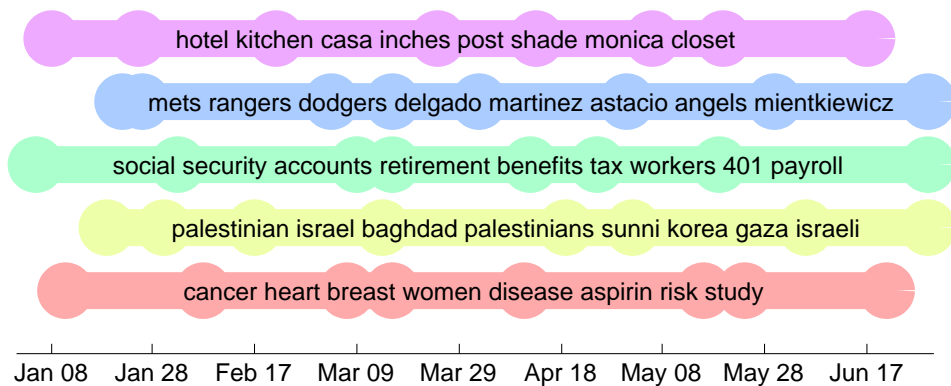 hotel kitchen casa inches post shade monica closet
mets rangers dodgers delgado martinez astacio angels mientkiewicz
social security accounts retirement benefits tax workers 401 payroll
palestinian israel baghdad palestinians sunni korea gaza israeli
cancer heart breast women disease aspirin risk study
Jan 08 Jan 28 Feb 17 Mar 09 Mar 29 Apr 18 May 08 May 28 Jun 17